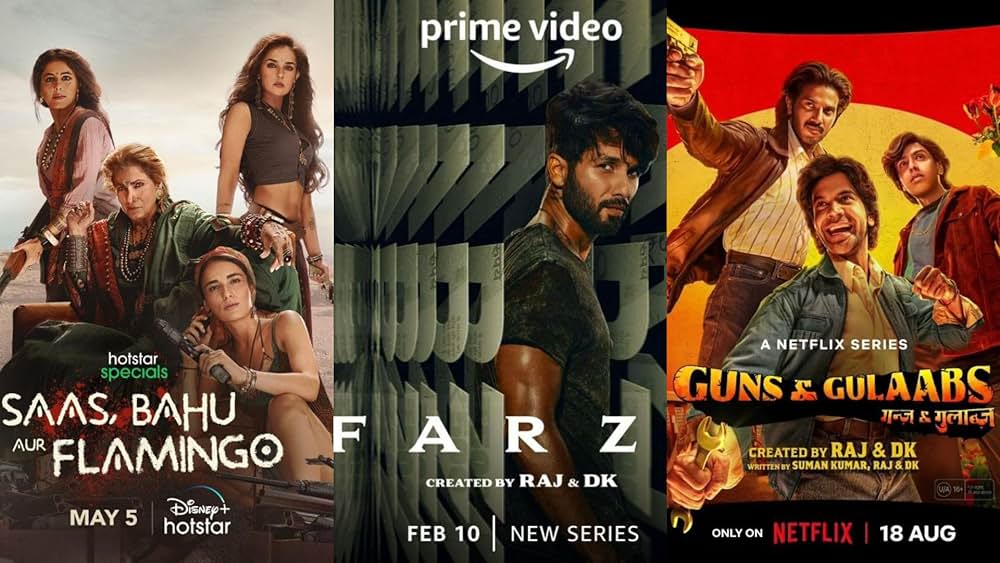 hotstar
specials
SAAS, BAHU
AUR FLAMINGO
MAY 5
Disney+
hotstar
prime video
FARZ
CREATED BY RAJ & DK
FEB 10 | NEW SERIES
A NETFLIX SERIES
GUNS & GULAABS
गन्ज़ & गुलाब्ज़
CREATED BY RAJ & DK
WRITTEN BY SUMAN KUMAR, RAJ & DK
U/A 16+
ONLY ON NETFLIX | 18 AUG